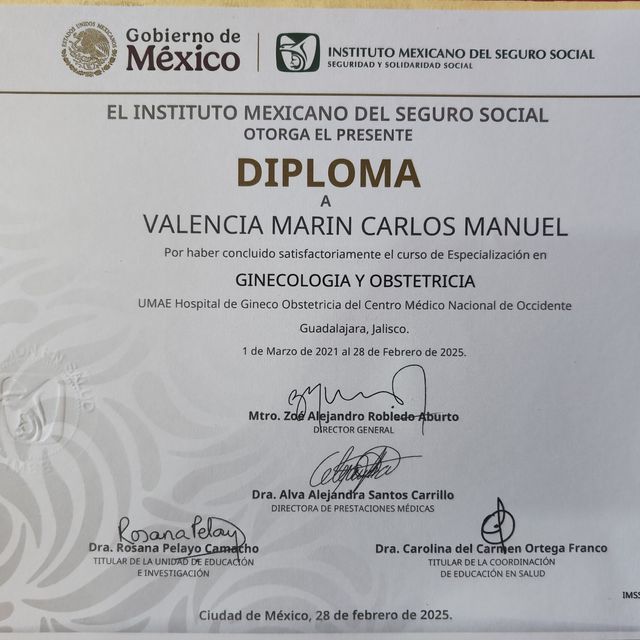 Gobierno de
México
INSTITUTO MEXICANO DEL SEGURO SOCIAL
SEGURIDAD Y SOLIDARIDAD SOCIAL
EL INSTITUTO MEXICANO DEL SEGURO SOCIAL
OTORGA EL PRESENTE
DIPLOMA
A
VALENCIA MARIN CARLOS MANUEL
Por haber concluido satisfactoriamente el curso de Especialización en
GINECOLOGIA Y OBSTETRICIA
UMAE Hospital de Gineco Obstetricia del Centro Médico Nacional de Occidente
Guadalajara, Jalisco.
1 de Marzo de 2021 al 28 de Febrero de 2025.
Mtro. Zoé Alejandro Robledo Aburto
DIRECTOR GENERAL
Dra. Alva Alejandra Santos Carrillo
DIRECTORA DE PRESTACIONES MÉDICAS
Rosana Pelayo
Dra. Rosana Pelayo Camacho
TITULAR DE LA UNIDAD DE EDUCACIÓN
E INVESTIGACIÓN
Dra. Carolina del Carmen Ortega Franco
TITULAR DE LA COORDINACIÓN
DE EDUCACIÓN EN SALUD
IMSS
Ciudad de México, 28 de febrero de 2025.